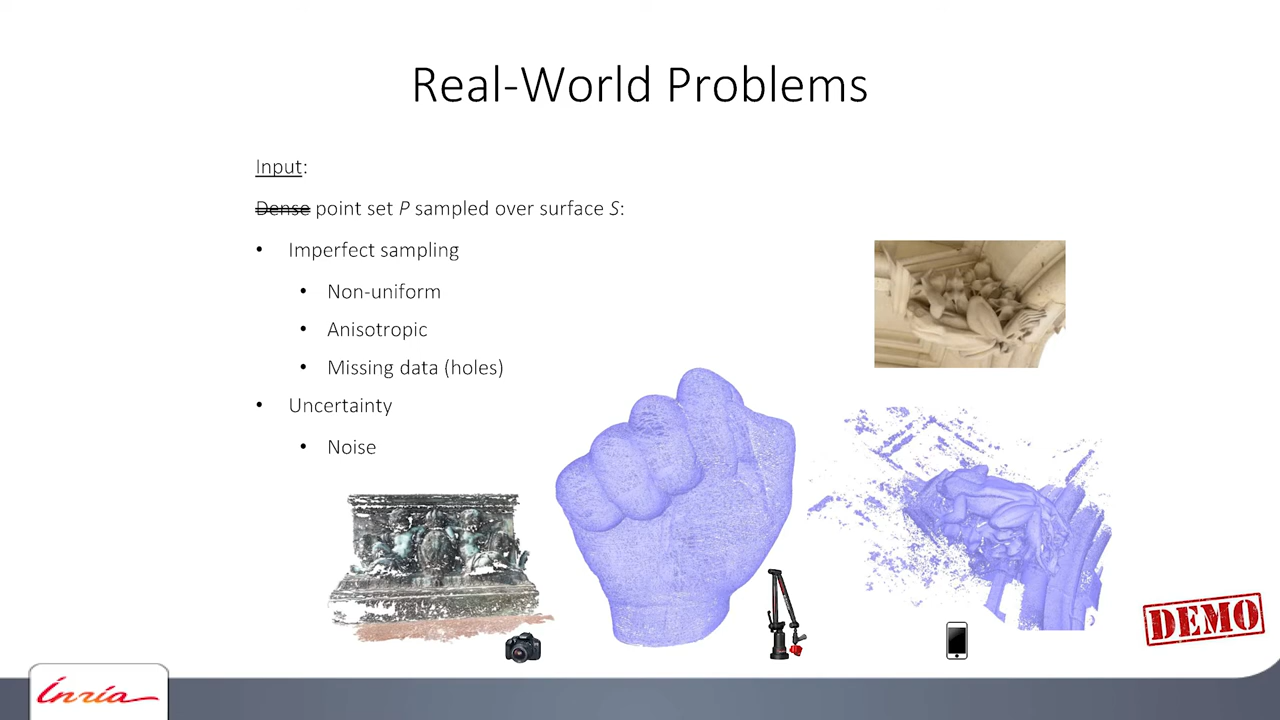 Real-World Problems
Input:
Dense point set P sampled over surface S:
• Imperfect sampling
• Non-uniform
• Anisotropic
• Missing data (holes)
• Uncertainty
• Noise
DEMO
Inria